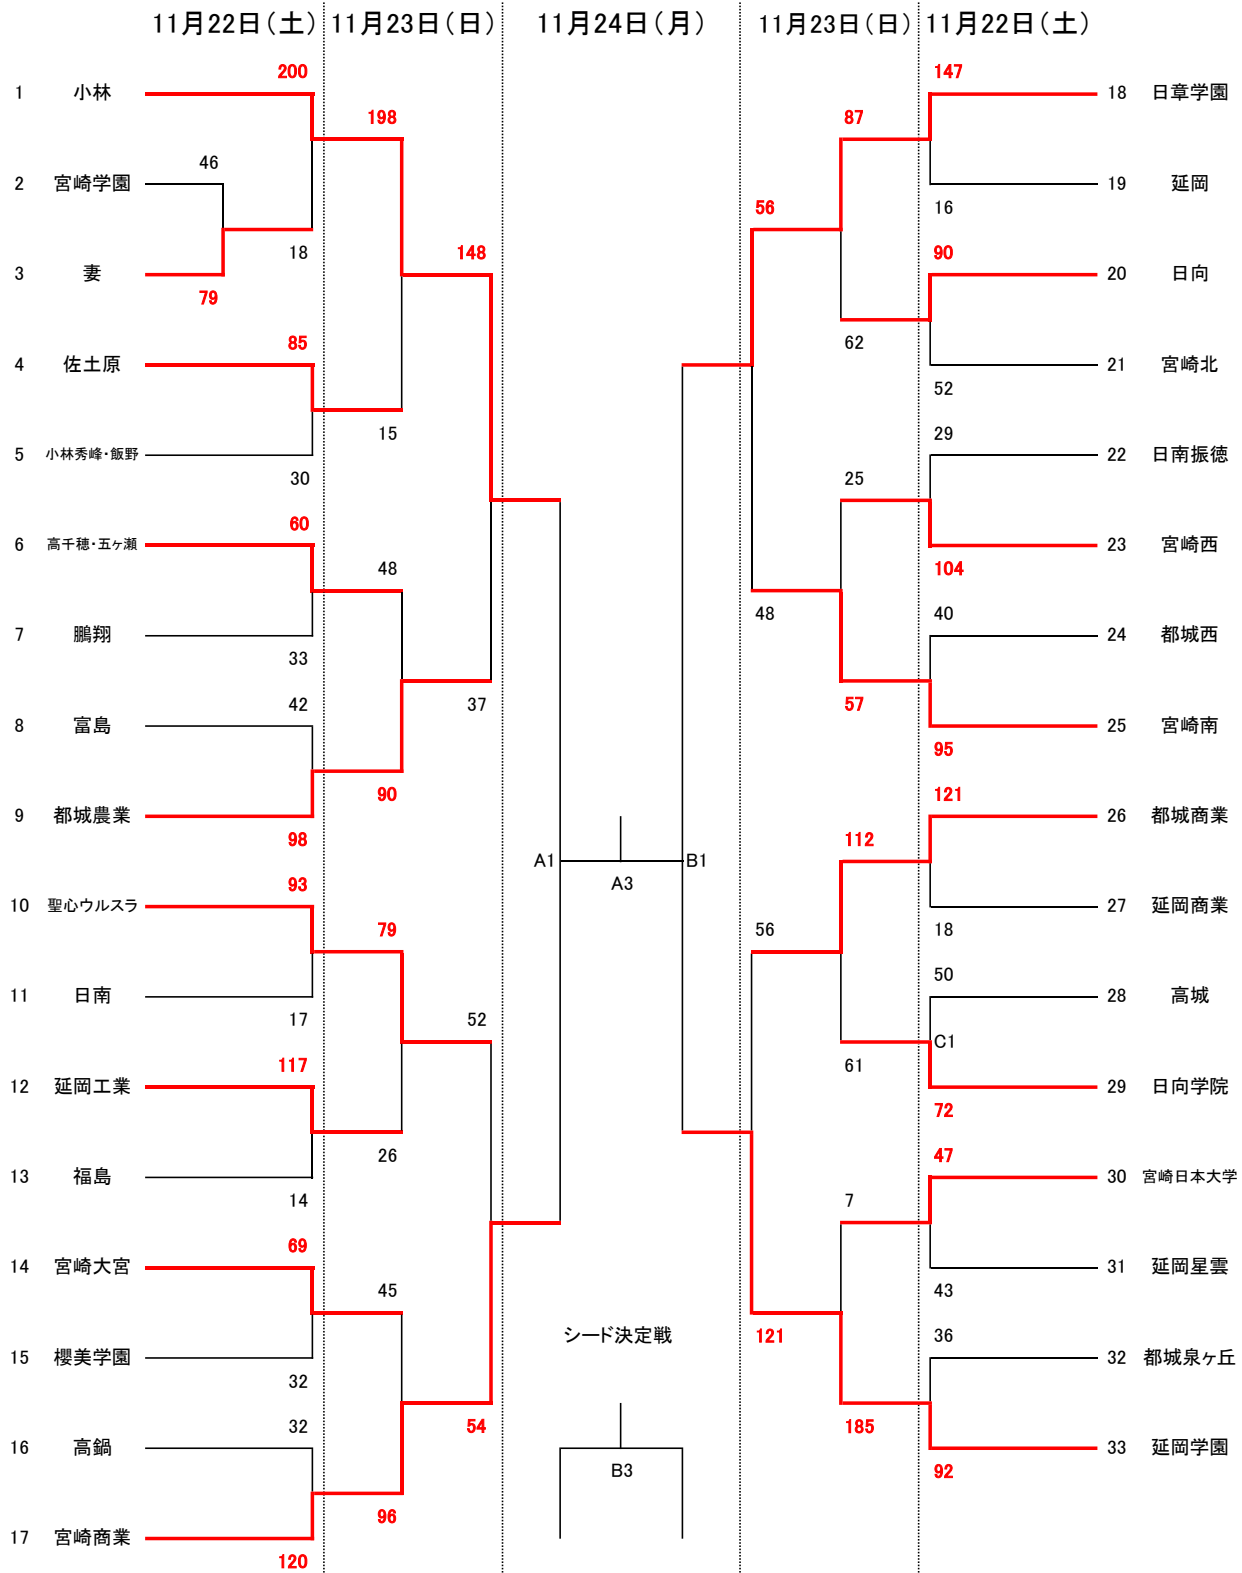 11月22日(土) 11月23日(日) 11月24日(月) 11月23日(日) 11月22日(土)
200 147
1 小林 18 日章学園
198 87
46
2 宮崎学園 19 延岡
56 16
18 148 90
3 妻 20 日向
79
85 62
4 佐土原 21 宮崎北
52
15 29
5 小林秀峰・飯野 22 日南振徳
30 25
60
6 高千穂・五ヶ瀬 23 宮崎西
48 104
48 40
7 鵬翔 24 都城西
33
42 37 57
8 富島 25 宮崎南
95
90 121
9 都城農業 26 都城商業
98 112
A1 B1
93 A3
10 聖心ウルスラ 27 延岡商業
79 56 18
50
11 日南 28 高城
17 52
C1
117 61
12 延岡工業 29 日向学院
72
26 47
13 福島 30 宮崎日本大学
14 7
69
14 宮崎大宮 31 延岡星雲
45 43
シード決定戦 121 36
15 櫻美学園 32 都城泉ヶ丘
32
32 54 185
16 高鍋 33 延岡学園
B3 92
96
17 宮崎商業
120